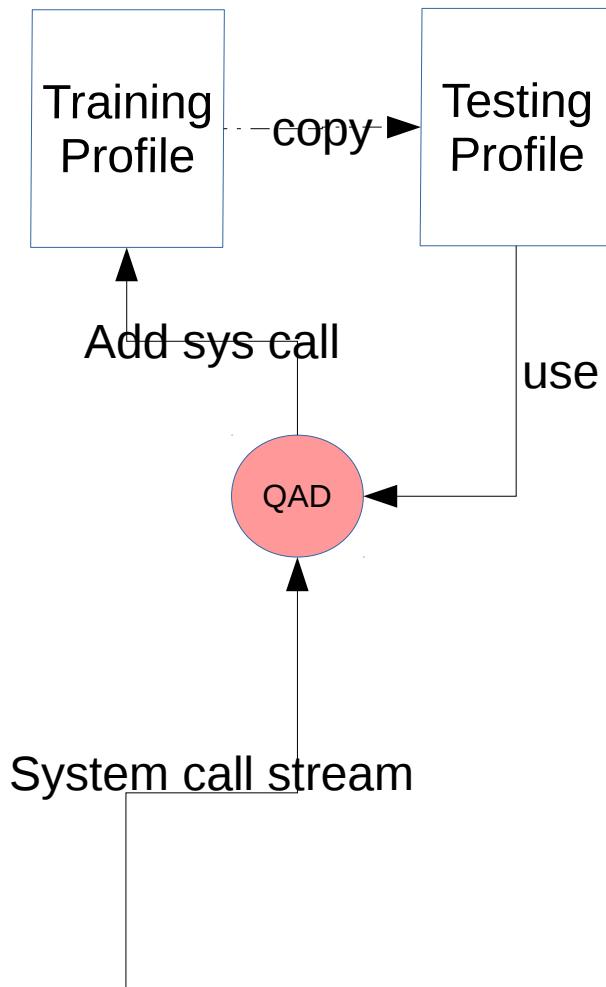 Training
Profile
copy
Testing
Profile
Add sys call
use
QAD
System call stream